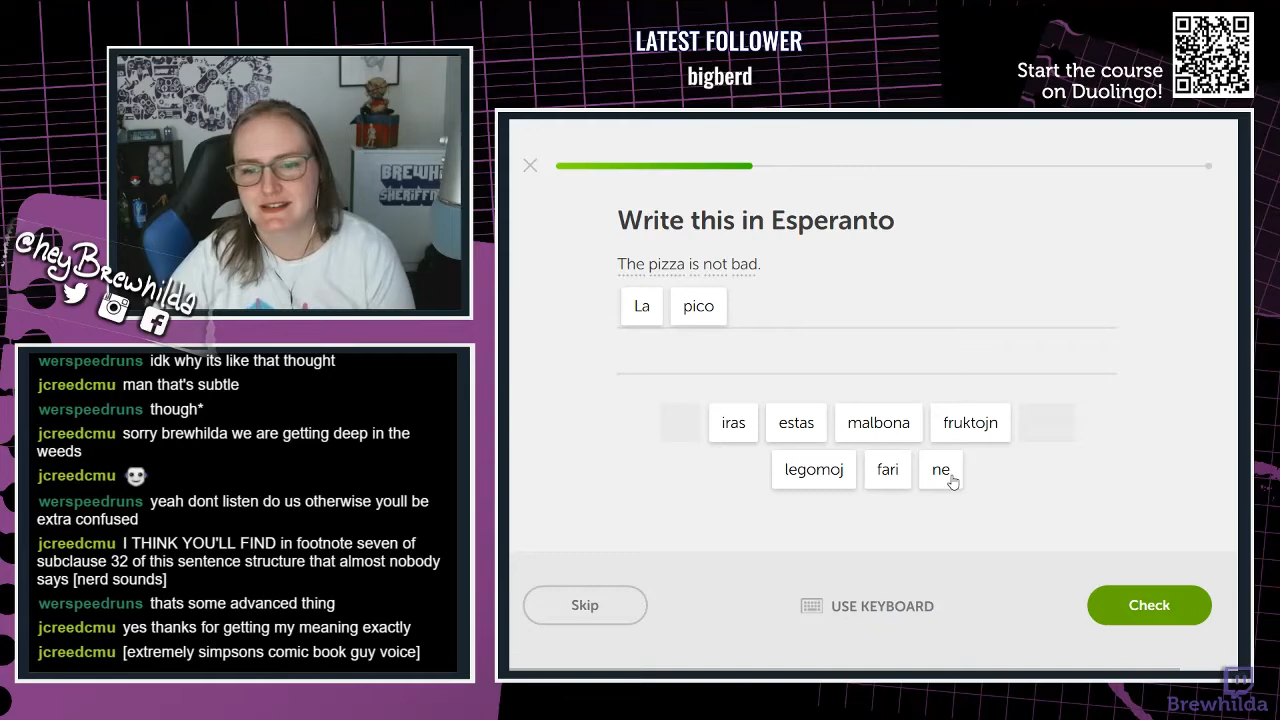 LATEST FOLLOWER
bigberd
Start the course
on Duolingo!
BREWHI
SHERIFFN
@heyBrewhilda
Write this in Esperanto
The pizza is not bad.
La pico
iras estas malbona fruktojn
legomoj fari ne
Skip
USE KEYBOARD
Check
werspeedruns idk why its like that thought
jcreedcmu man that's subtle
werspeedruns though*
jcreedcmu sorry brewhilda we are getting deep in the
weeds
jcreedcmu
werspeedruns yeah dont listen do us otherwise youll be
extra confused
jcreedcmu I THINK YOU'LL FIND in footnote seven of
subclause 32 of this sentence structure that almost nobody
says [nerd sounds]
werspeedruns thats some advanced thing
jcreedcmu yes thanks for getting my meaning exactly
jcreedcmu [extremely simpsons comic book guy voice]
Brewhilda